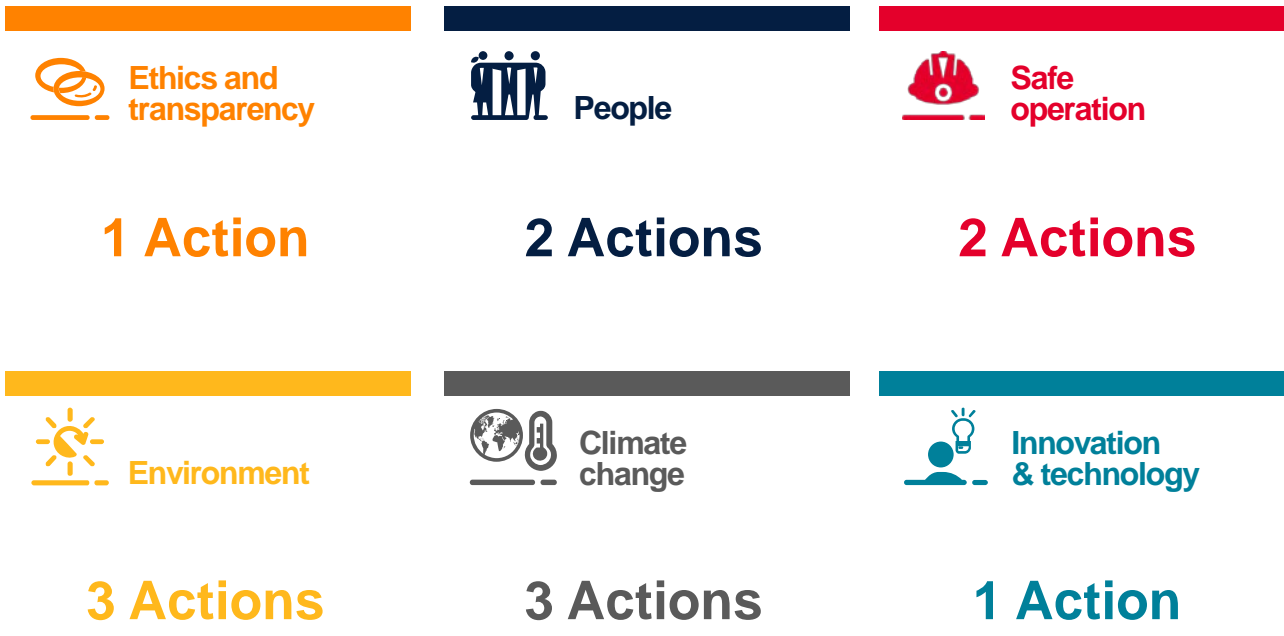 Ethics and
transparency
People
Safe
operation
1 Action
2 Actions
2 Actions
Environment
Climate
change
Innovation
& technology
3 Actions
3 Actions
1 Action